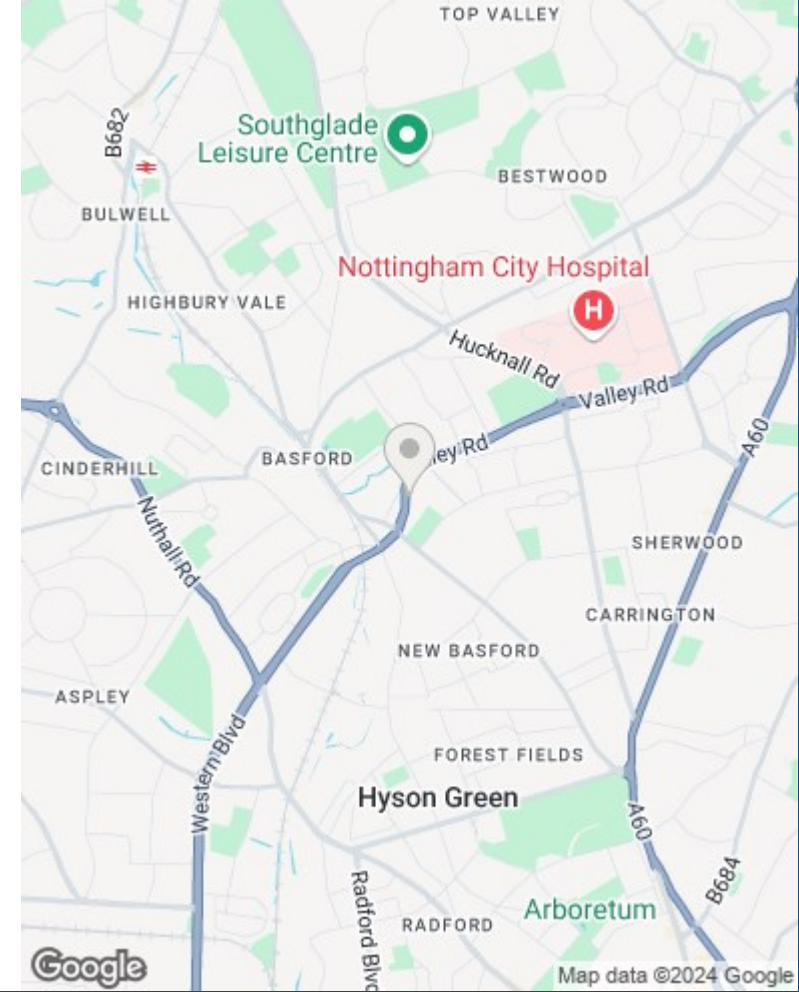 TOP VALLEY
B682
Southglade
Leisure Centre
BESTWOOD
BULWELL
Nottingham City Hospital
H
HIGHBURY VALE
Hucknall Rd
Valley Rd
ley Rd
A60
BASFORD
CINDERHILL
Nuthall Rd
SHERWOOD
CARRINGTON
NEW BASFORD
ASPLEY
Western Blvd
FOREST FIELDS
Hyson Green
A60
B684
Radford Blvd
Arboretum
RADFORD
Google
Map data ©2024 Google